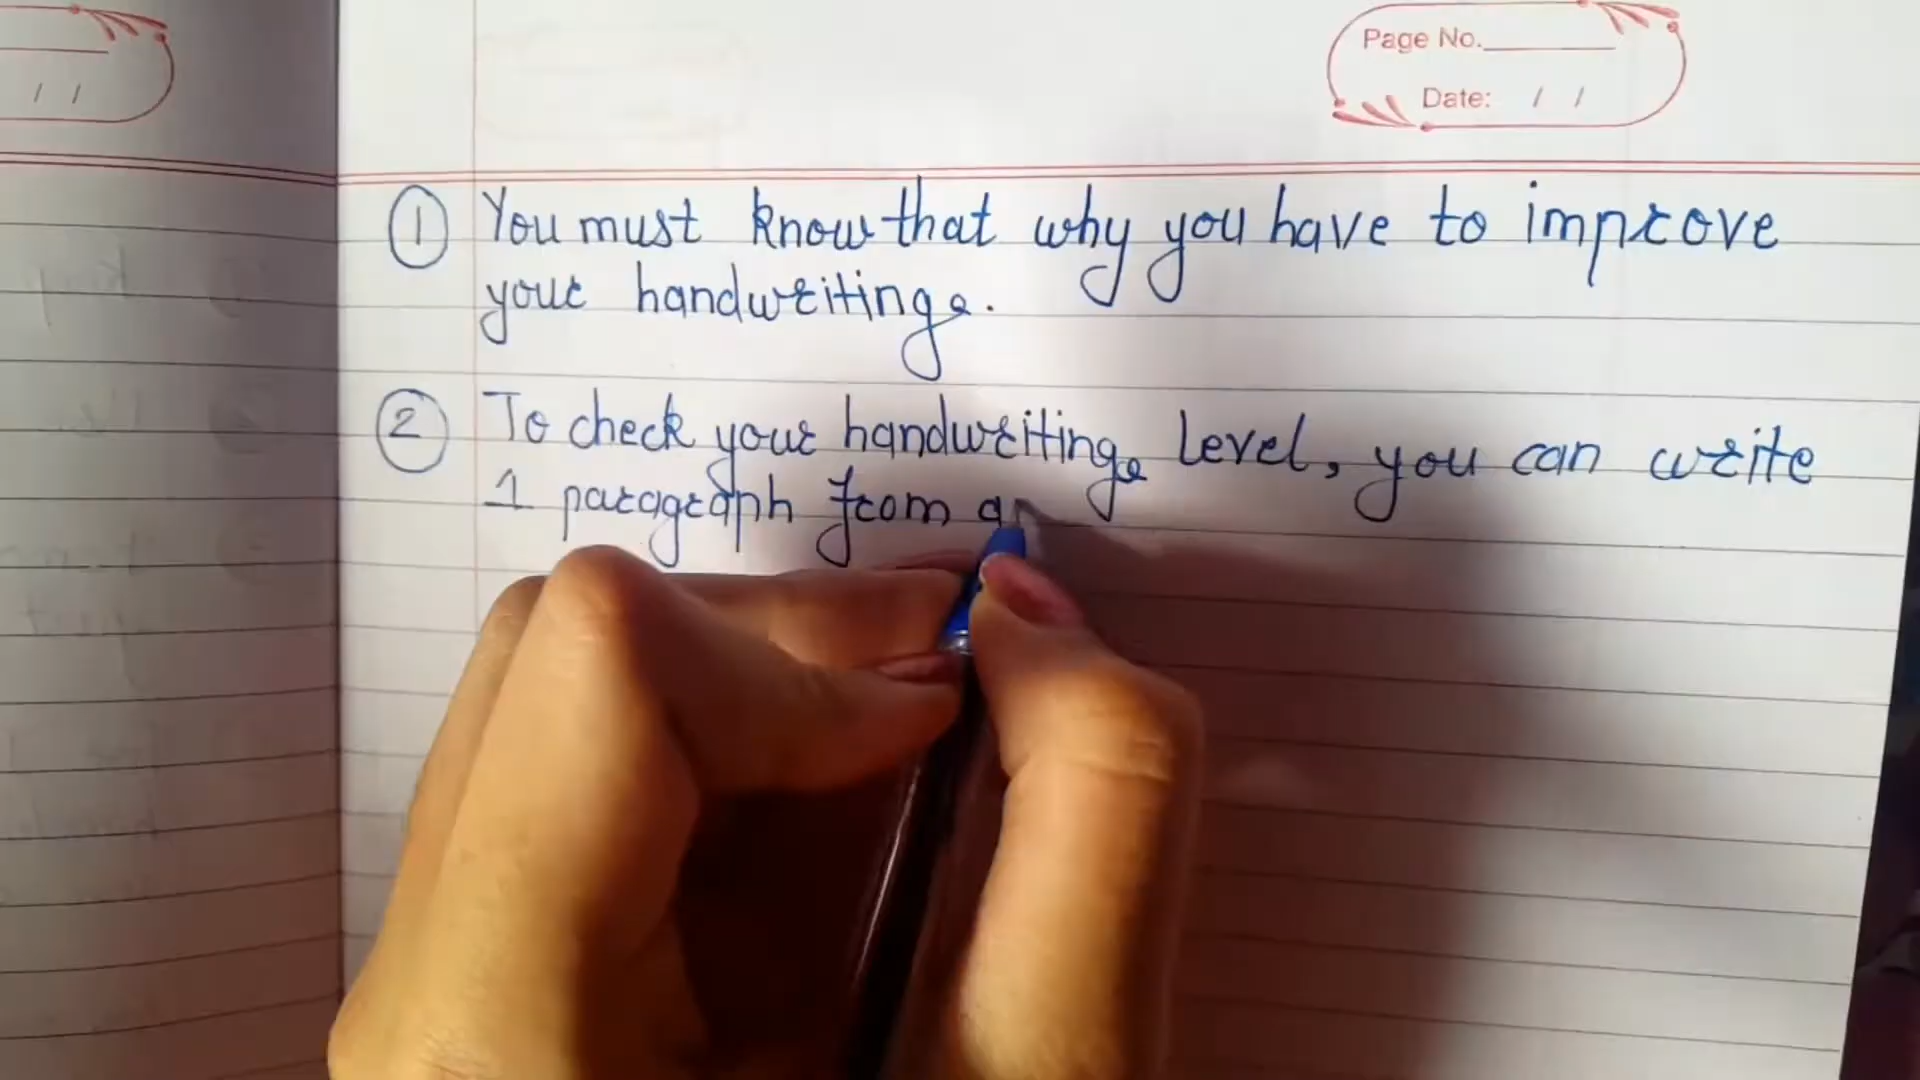 Page No.
Date: / /
/ /
① You must know that why you have to improve
your handwriting.
② To check your handwriting level, you can write
1 paragraph from